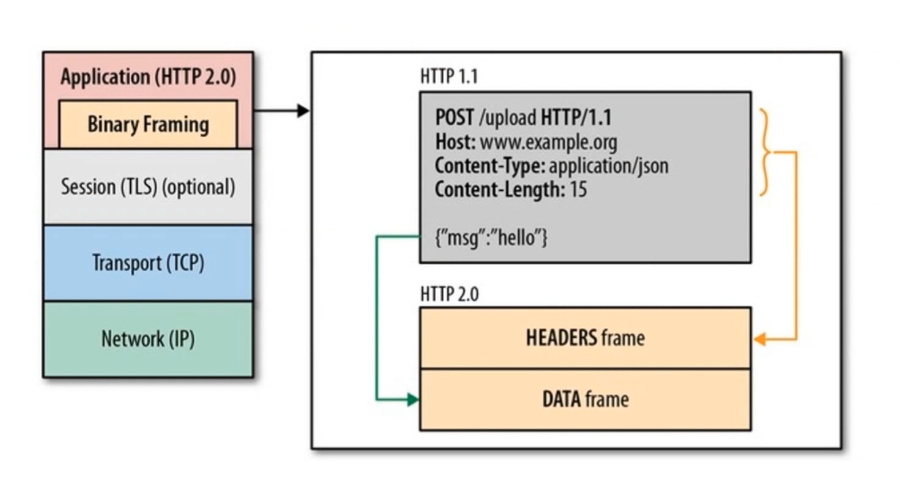 Application (HTTP 2.0)
Binary Framing
Session (TLS) (optional)
Transport (TCP)
Network (IP)
HTTP 1.1
POST /upload HTTP/1.1
Host: www.example.org
Content-Type: application/json
Content-Length: 15
{"msg":"hello"}
HTTP 2.0
HEADERS frame
DATA frame